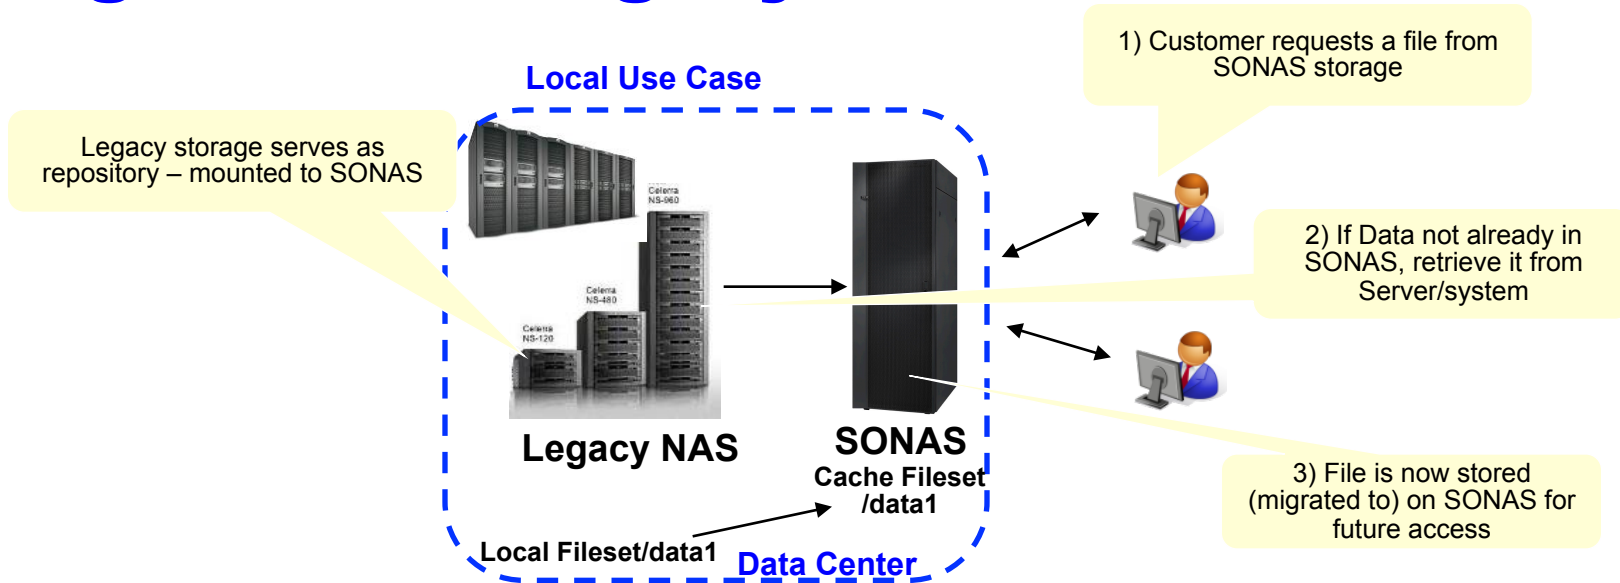 1) Customer requests a file from
SONAS storage
Local Use Case
Legacy storage serves as
repository – mounted to SONAS
Celerra
NS-960
2) If Data not already in
SONAS, retrieve it from
Server/system
Celerra
NS-480
Celerra
NS-120
Legacy NAS
SONAS
Cache Fileset
/data1
3) File is now stored
(migrated to) on SONAS for
future access
Local Fileset/data1
Data Center